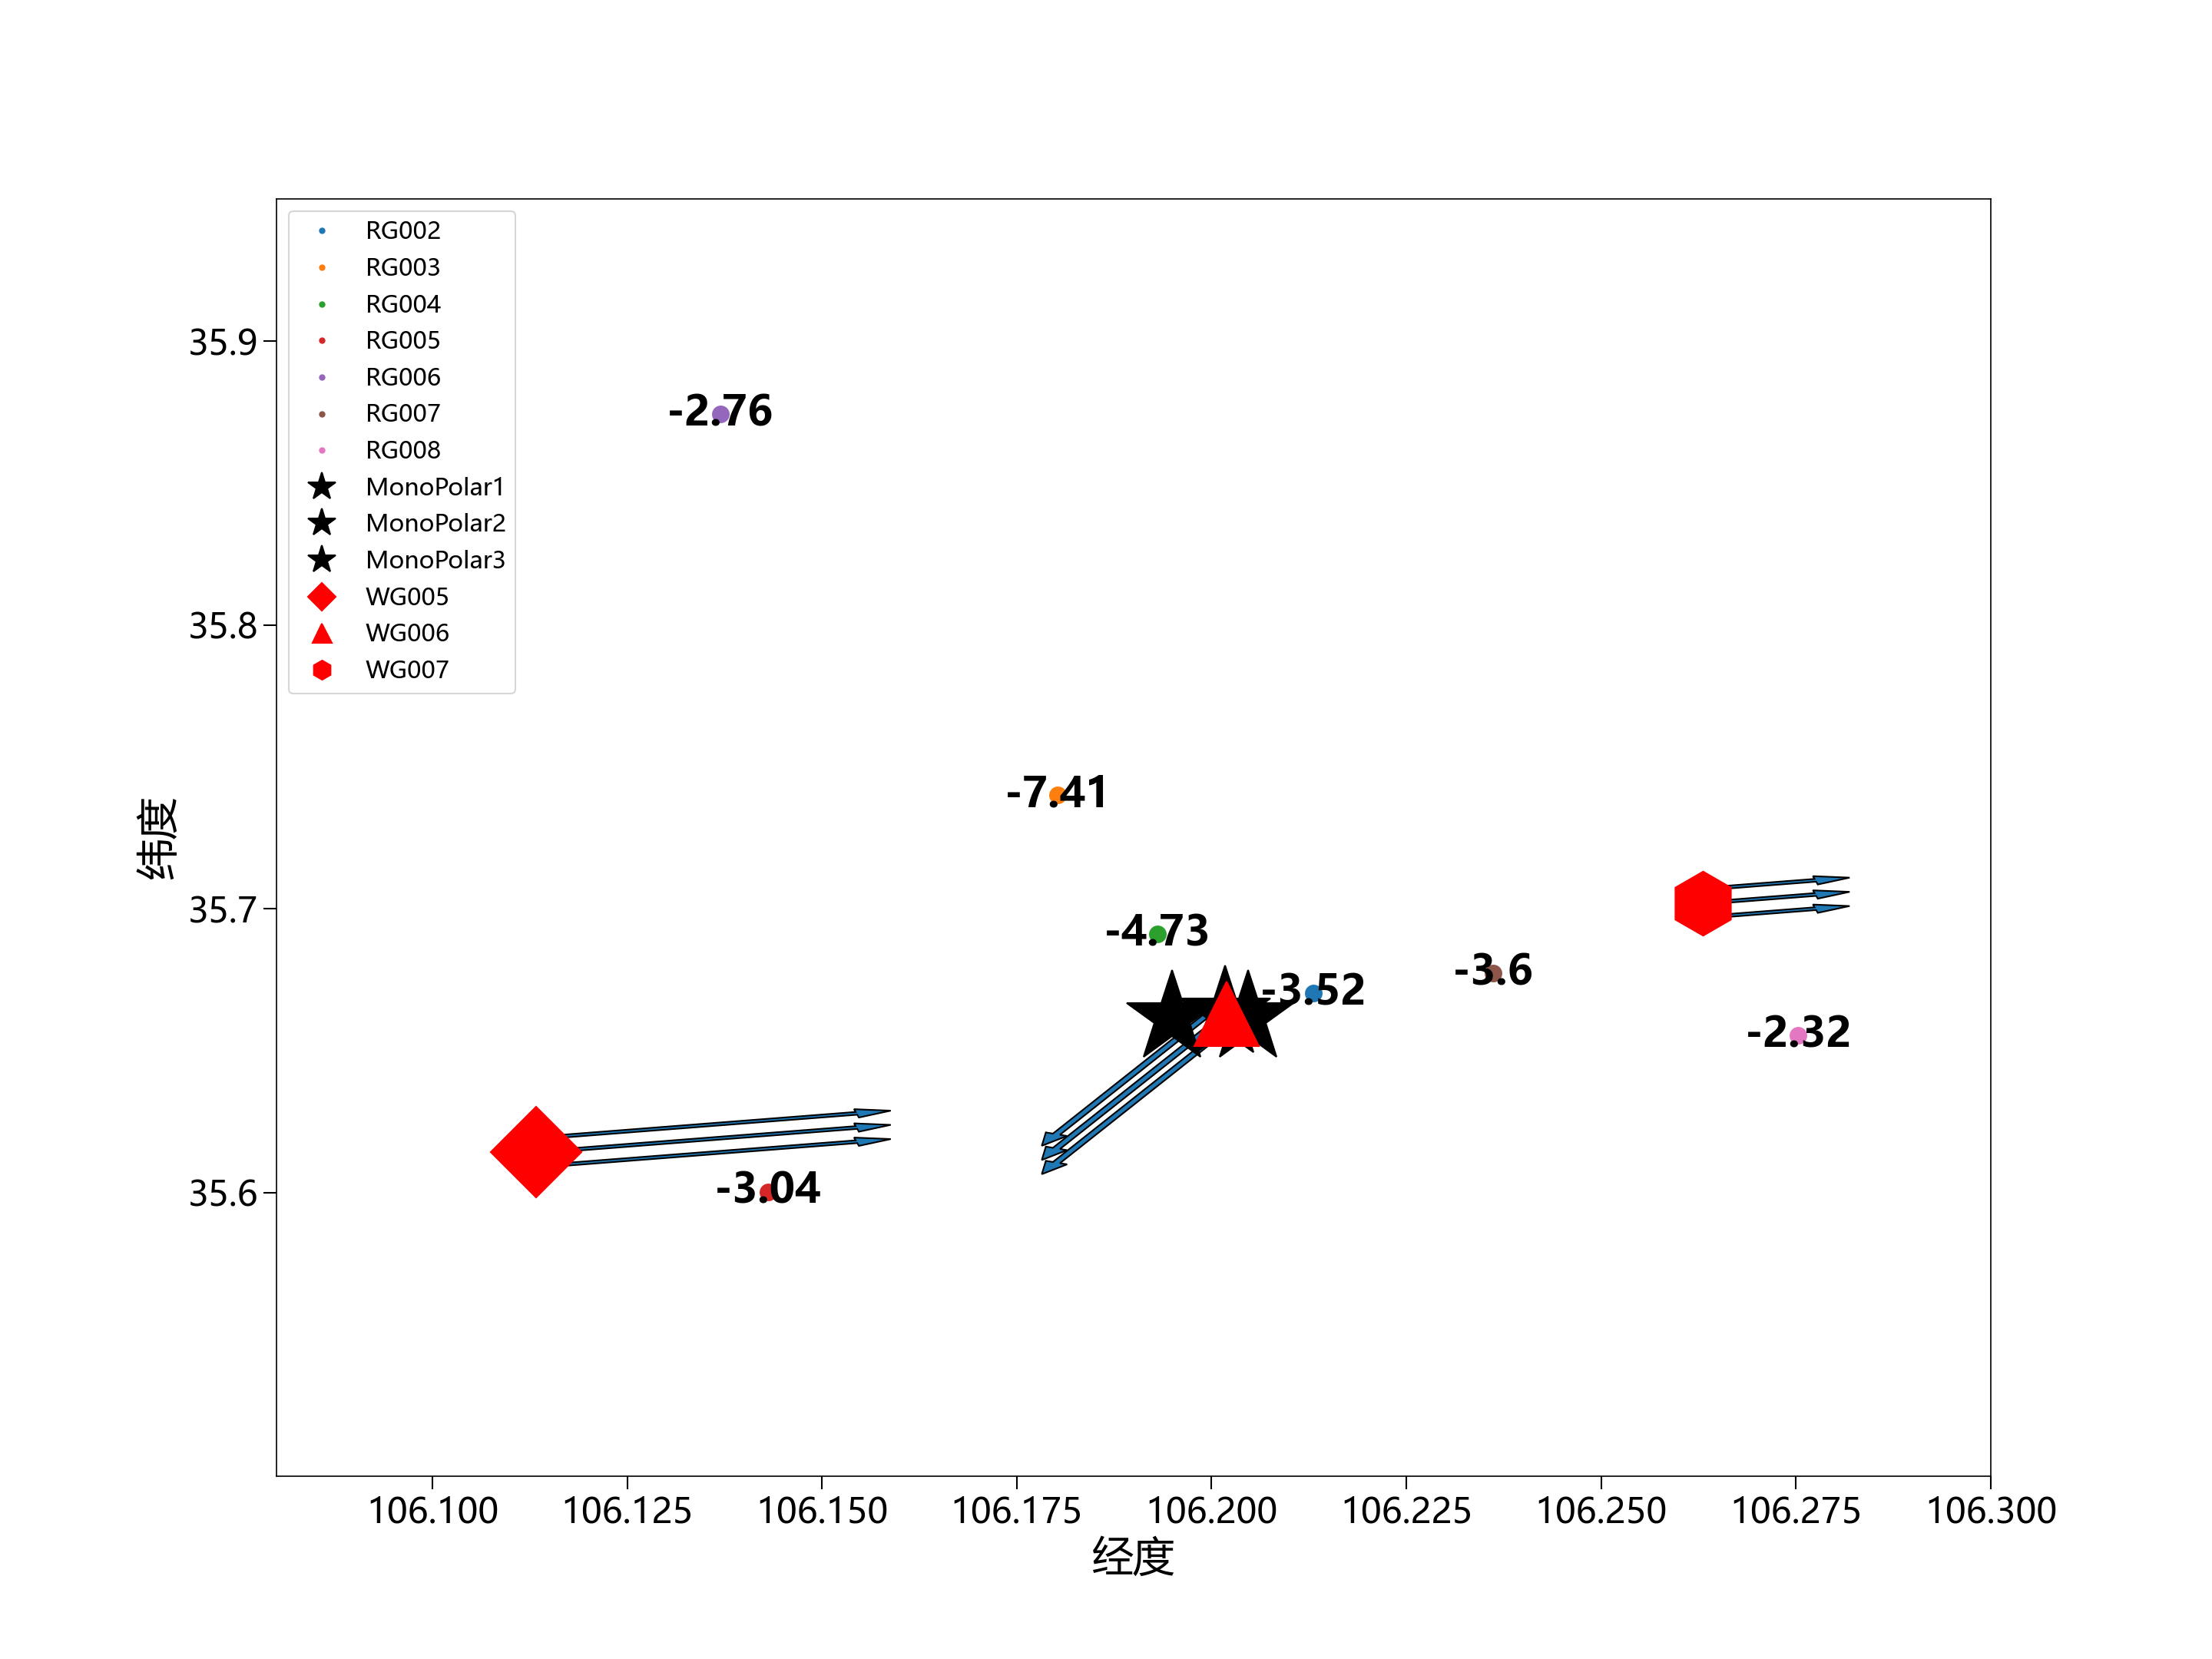 RG002
RG003
RG004
RG005
RG006
RG007
RG008
MonoPolar1
MonoPolar2
MonoPolar3
WG005
WG006
WG007
35.9
35.8
35.7
35.6
纬度
-2.76
-7.41
-4.73
-3.52
-3.6
-2.32
-3.04
106.100
106.125
106.150
106.175
106.200
106.225
106.250
106.275
106.300
经度